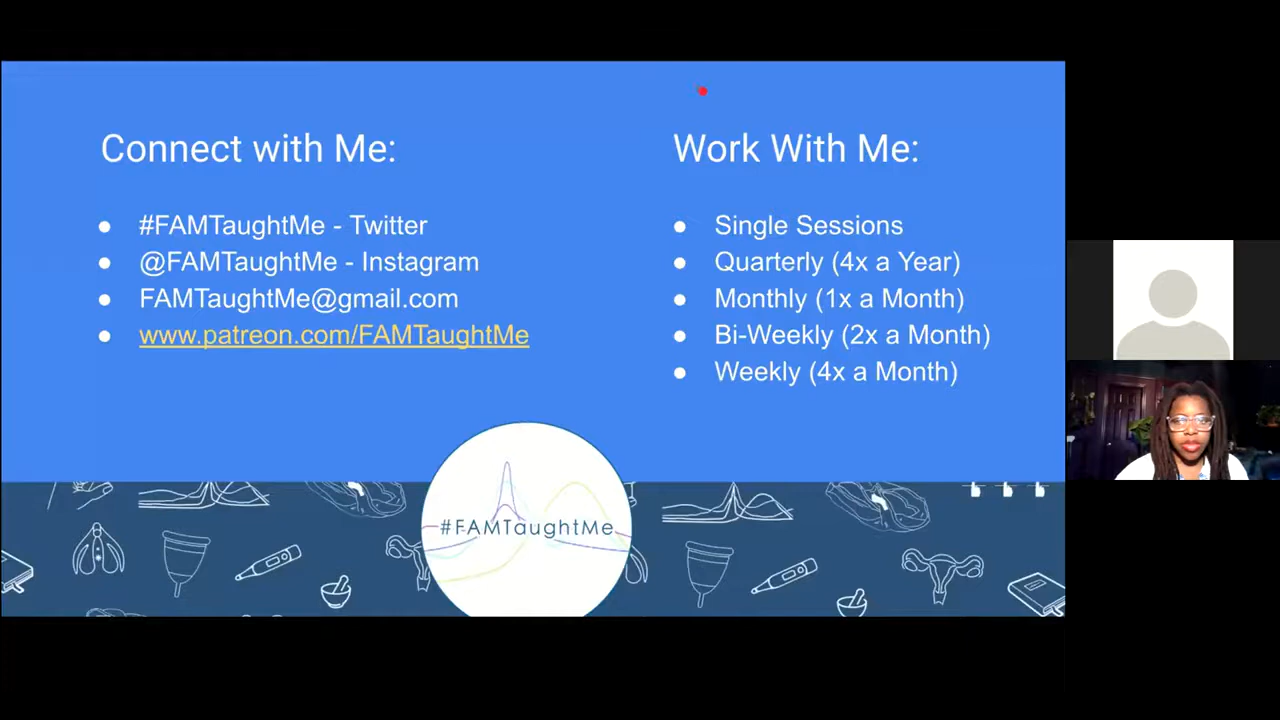 Connect with Me:
#FAMTaughtMe - Twitter
@FAMTaughtMe - Instagram
FAMTaughtMe@gmail.com
www.patreon.com/FAMTaughtMe
Work With Me:
Single Sessions
Quarterly (4x a Year)
Monthly (1x a Month)
Bi-Weekly (2x a Month)
Weekly (4x a Month)
#FAMTaughtMe